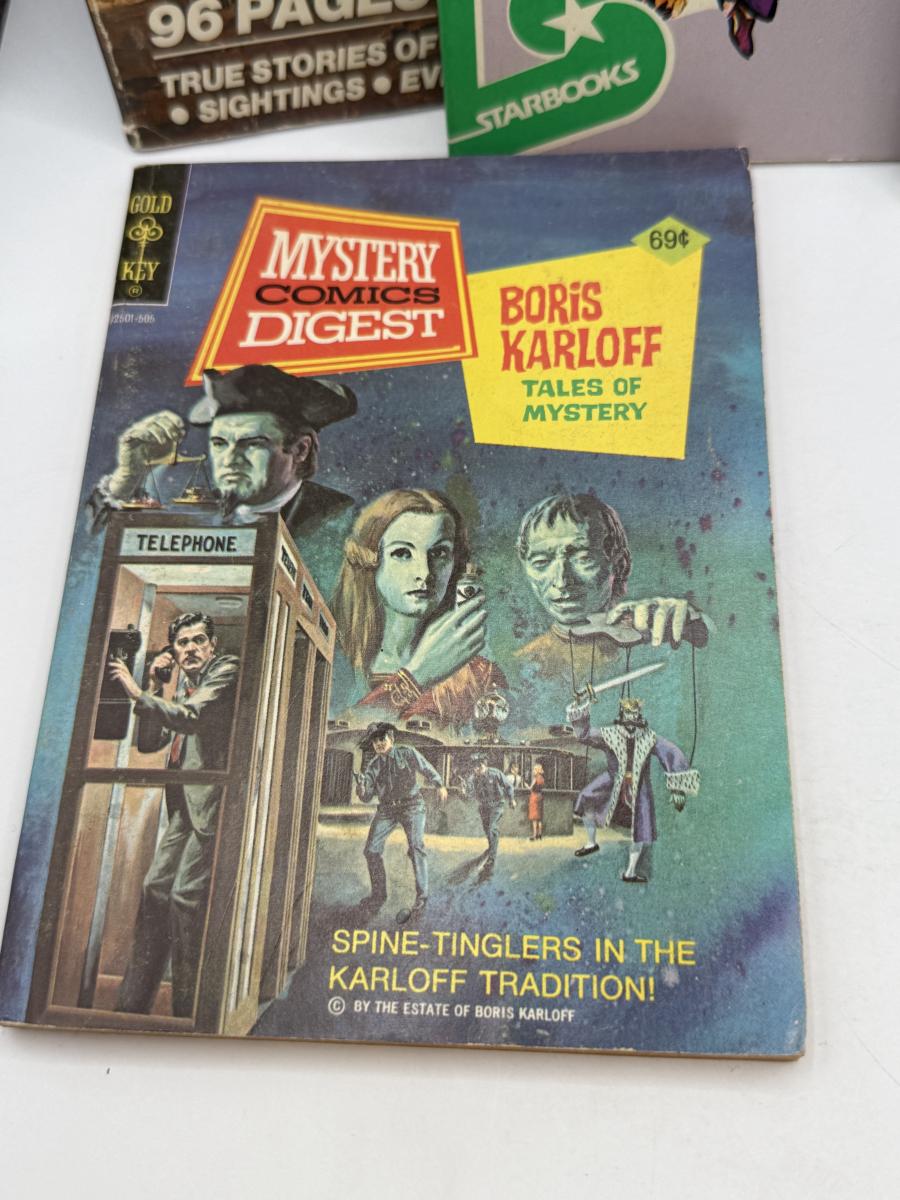 96 PAGES
TRUE STORIES OF
• SIGHTINGS • EV
STARBOOKS
GOLD
KEY
®
MYSTERY
COMICS
DIGEST
69¢
BORIS
KARLOFF
TALES OF
MYSTERY
TELEPHONE
SPINE-TINGLERS IN THE
KARLOFF TRADITION!
© BY THE ESTATE OF BORIS KARLOFF